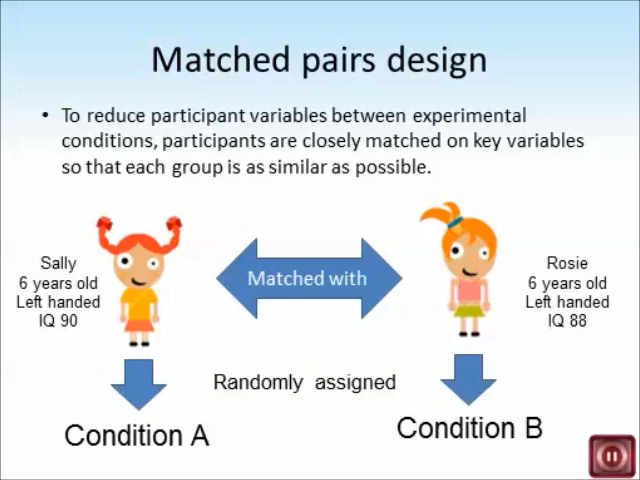 Matched pairs design
• To reduce participant variables between experimental
conditions, participants are closely matched on key variables
so that each group is as similar as possible.
Sally
6 years old
Left handed
IQ 90
Matched with
Rosie
6 years old
Left handed
IQ 88
Randomly assigned
Condition A
Condition B